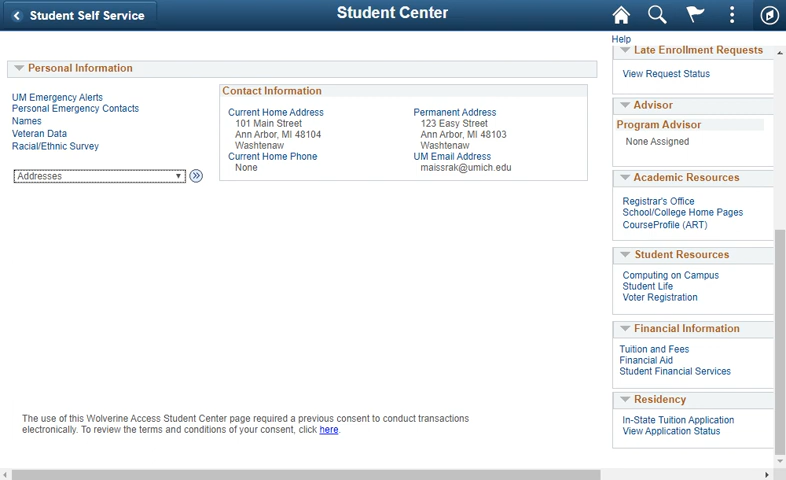 Student Self Service
Student Center
Help
Personal Information
UM Emergency Alerts
Personal Emergency Contacts
Names
Veteran Data
Racial/Ethnic Survey
Addresses
Contact Information
Current Home Address
101 Main Street
Ann Arbor, MI 48104
Washtenaw
Current Home Phone
None
Permanent Address
123 Easy Street
Ann Arbor, MI 48103
Washtenaw
UM Email Address
maissrak@umich.edu
The use of this Wolverine Access Student Center page required a previous consent to conduct transactions
electronically. To review the terms and conditions of your consent, click here.
Late Enrollment Requests
View Request Status
Advisor
Program Advisor
None Assigned
Academic Resources
Registrar's Office
School/College Home Pages
CourseProfile (ART)
Student Resources
Computing on Campus
Student Life
Voter Registration
Financial Information
Tuition and Fees
Financial Aid
Student Financial Services
Residency
In-State Tuition Application
View Application Status